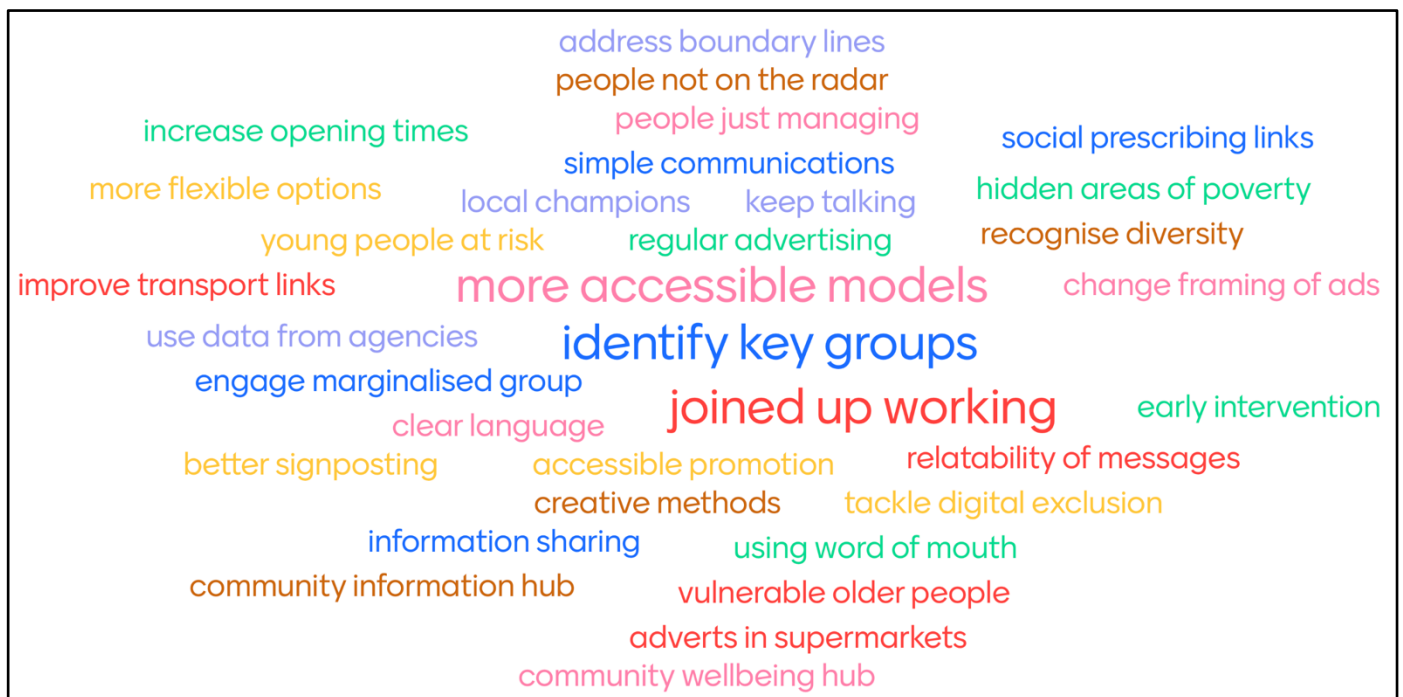 address boundary lines
people not on the radar
people just managing
increase opening times
social prescribing links
simple communications
more flexible options
local champions
keep talking
hidden areas of poverty
young people at risk
regular advertising
recognise diversity
improve transport links
more accessible models
change framing of ads
use data from agencies
identify key groups
engage marginalised group
joined up working
early intervention
clear language
better signposting
accessible promotion
relatability of messages
creative methods
tackle digital exclusion
information sharing
using word of mouth
community information hub
vulnerable older people
adverts in supermarkets
community wellbeing hub